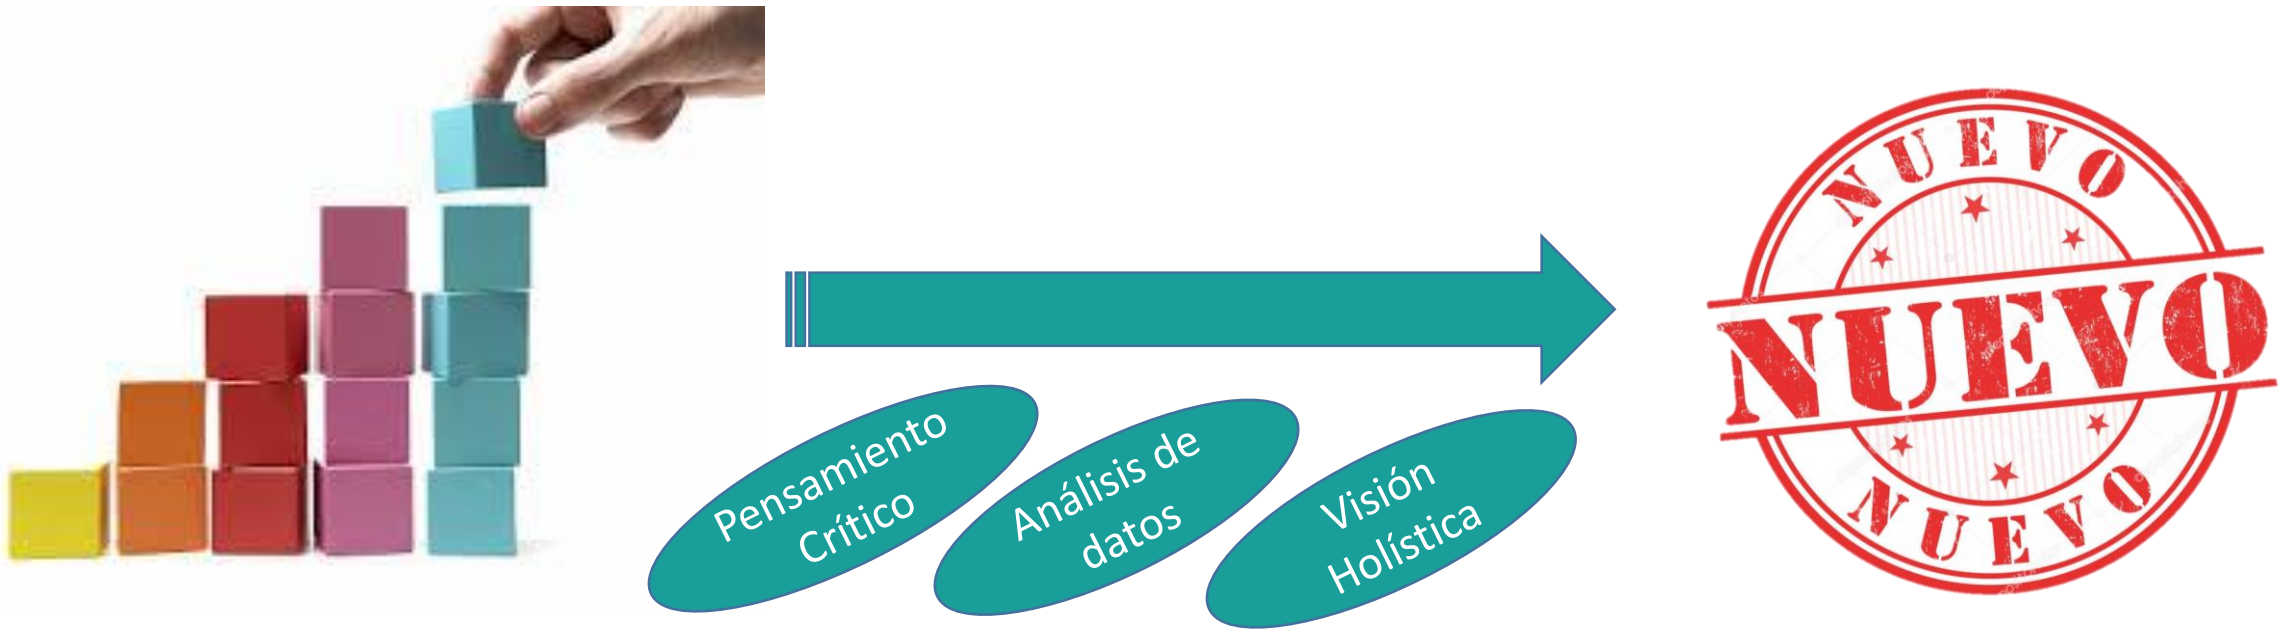 Pensamiento
Crítico
Análisis de
datos
Visión
Holística
NUEVO
NUEVO
NUEVO